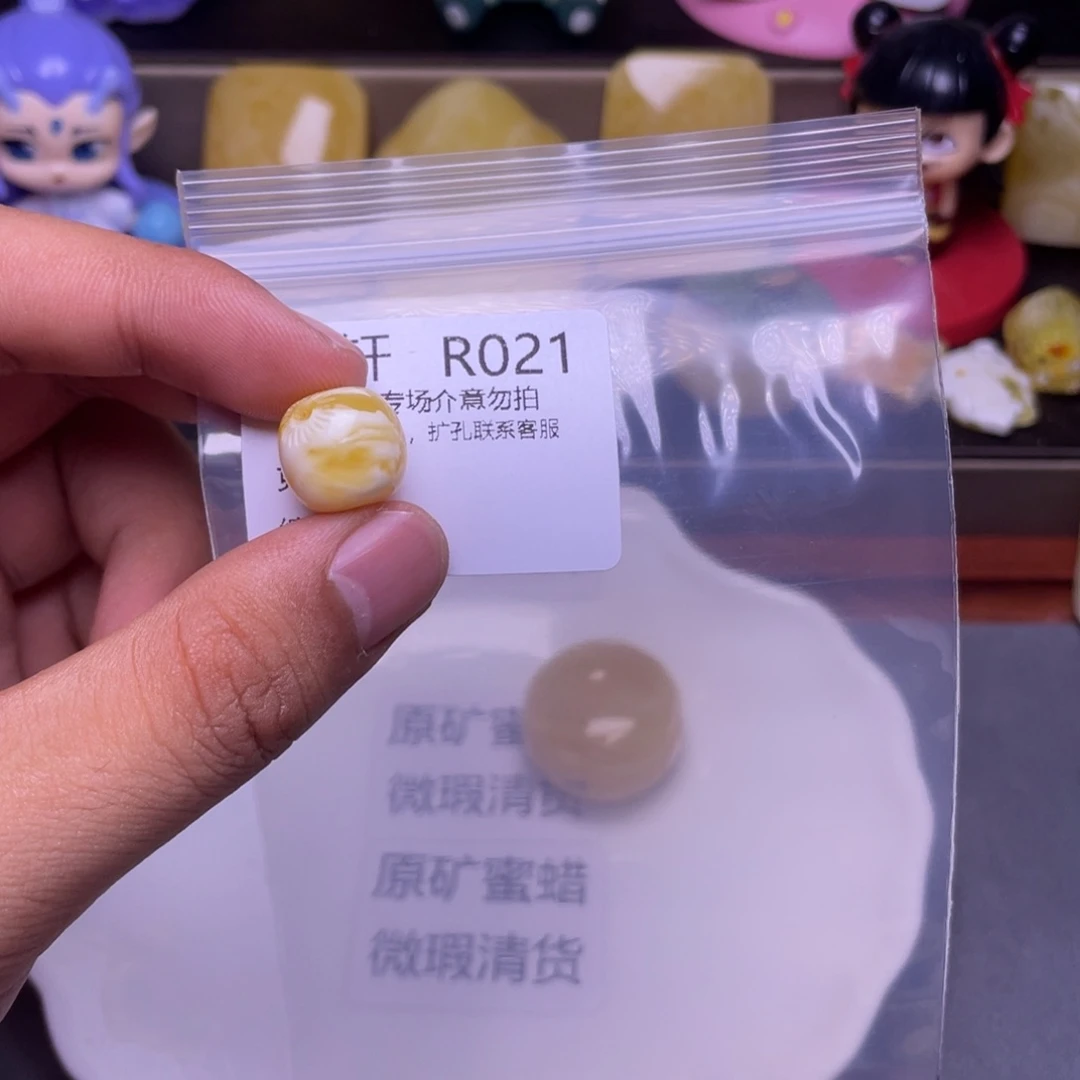 轩 R021
专场介意勿拍
，扩孔联系客服
原矿蜜
微瑕清货
原矿蜜蜡
微瑕清货